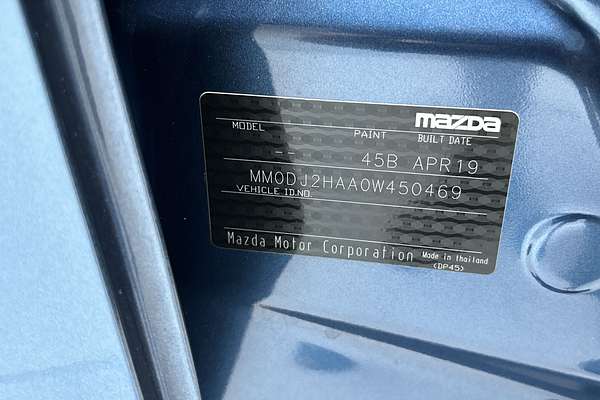 mazda
MODEL PAINT BUILT DATE
-- 45B APR19
MM0DJ2HAA0W450469
VEHICLE ID.NO.
Mazda Motor Corporation Made in Thailand
<DP45>